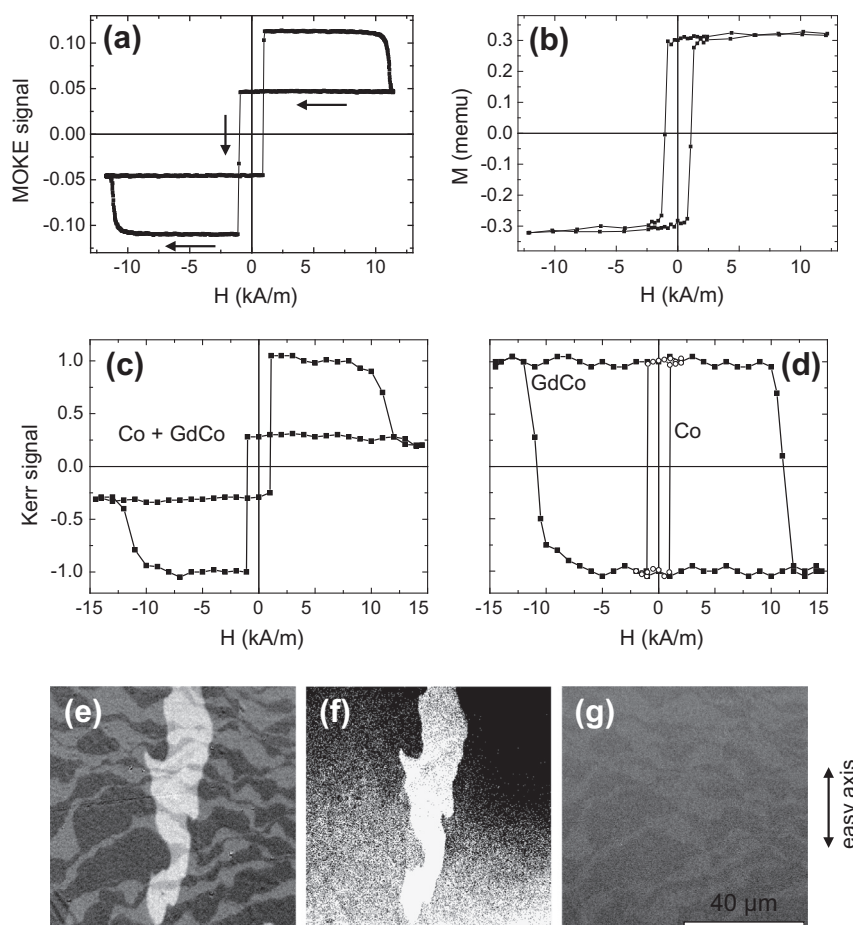 (a)
0.10
0.05
0.00
-0.05
-0.10
MOKE signal
-10 -5 0 5 10
H (kA/m)
(b)
0.3
0.2
0.1
0.0
-0.1
-0.2
-0.3
M (memu)
-10 -5 0 5 10
H (kA/m)
(c)
1.0
0.5
0.0
-0.5
-1.0
Kerr signal
Co + GdCo
-15 -10 -5 0 5 10 15
H (kA/m)
(d)
GdCo
Co
-15 -10 -5 0 5 10 15
H (kA/m)
(e)
(f)
(g)
easy axis
40 µm